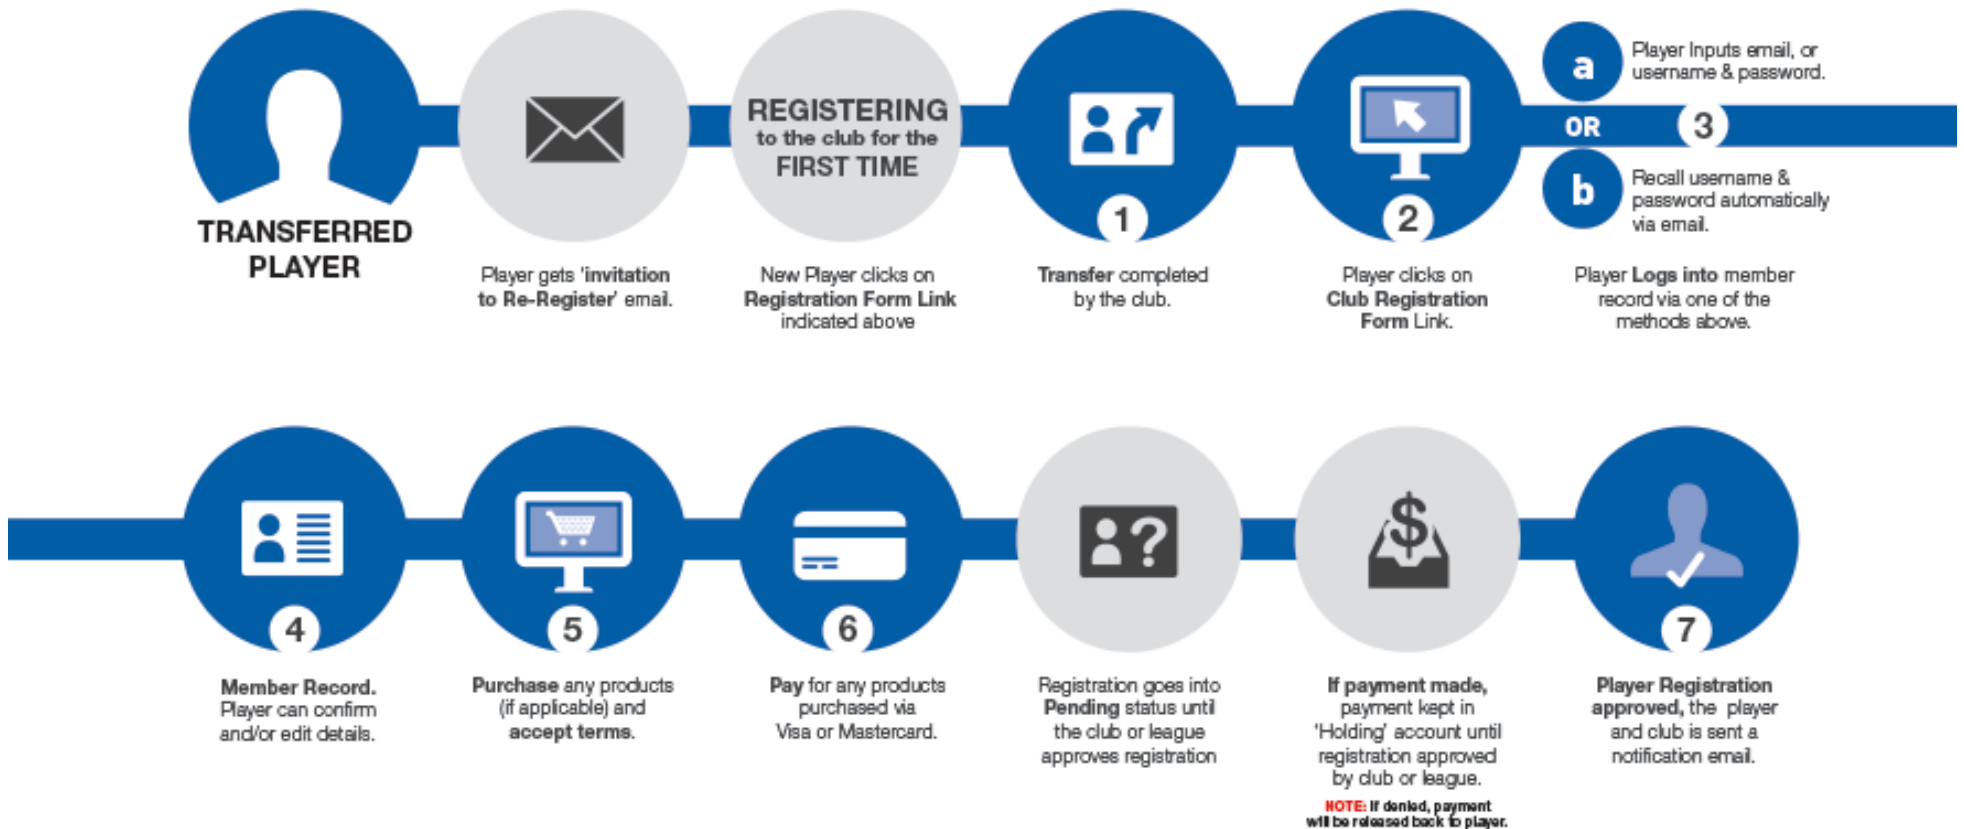 TRANSFERRED
PLAYER
Player gets 'invitation
to Re-Register' email.
REGISTERING
to the club for the
FIRST TIME
New Player clicks on
Registration Form Link
indicated above
1
Transfer completed
by the club.
2
Player clicks on
Club Registration
Form Link.
a
Player Inputs email, or
username & password.
OR
3
b
Recall username &
password automatically
via email.
Player Logs into member
record via one of the
methods above.
4
Member Record.
Player can confirm
and/or edit details.
5
Purchase any products
(if applicable) and
accept terms.
6
Pay for any products
purchased via
Visa or Mastercard.
?
Registration goes into
Pending status until
the club or league
approves registration
$
If payment made,
payment kept in
'Holding' account until
registration approved
by club or league.
NOTE: If denied, payment
will be released back to player.
7
Player Registration
approved, the player
and club is sent a
notification email.